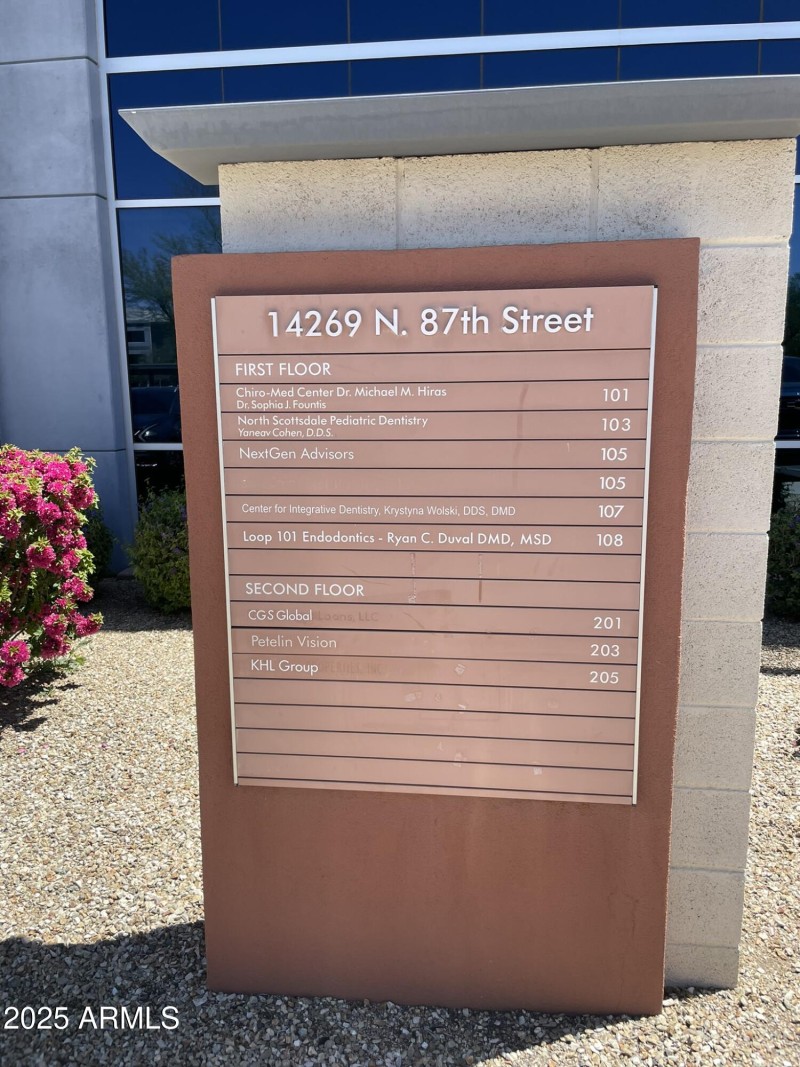 14269 N. 87th Street
FIRST FLOOR
Chiro-Med Center Dr. Michael M. Hiras 101
Dr. Sophia J. Fountis
North Scottsdale Pediatric Dentistry 103
Yaneav Cohen, D.D.S.
NextGen Advisors 105
105
Center for Integrative Dentistry, Krystyna Wolski, DDS, DMD 107
Loop 101 Endodontics - Ryan C. Duval DMD, MSD 108
SECOND FLOOR
CGS Global Loans, LLC 201
Petelin Vision 203
KHL Group 205
2025 ARMLS